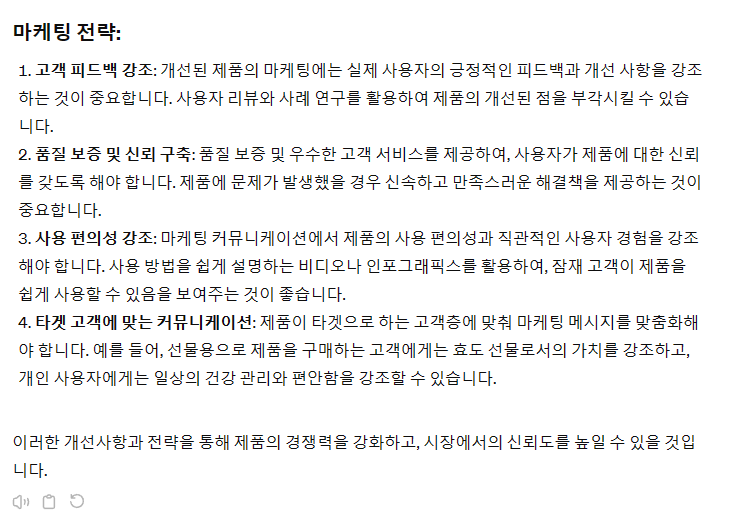 마케팅 전략:
1. 고객 피드백 강조: 개선된 제품의 마케팅에는 실제 사용자의 긍정적인 피드백과 개선 사항을 강조
하는 것이 중요합니다. 사용자 리뷰와 사례 연구를 활용하여 제품의 개선된 점을 부각시킬 수 있습
니다.
2. 품질 보증 및 신뢰 구축: 품질 보증 및 우수한 고객 서비스를 제공하여, 사용자가 제품에 대한 신뢰
를 갖도록 해야 합니다. 제품에 문제가 발생했을 경우 신속하고 만족스러운 해결책을 제공하는 것이
중요합니다.
3. 사용 편의성 강조: 마케팅 커뮤니케이션에서 제품의 사용 편의성과 직관적인 사용자 경험을 강조
해야 합니다. 사용 방법을 쉽게 설명하는 비디오나 인포그래픽스를 활용하여, 잠재 고객이 제품을
쉽게 사용할 수 있음을 보여주는 것이 좋습니다.
4. 타겟 고객에 맞는 커뮤니케이션: 제품이 타겟으로 하는 고객층에 맞춰 마케팅 메시지를 맞춤화해
야 합니다. 예를 들어, 선물용으로 제품을 구매하는 고객에게는 효도 선물로서의 가치를 강조하고,
개인 사용자에게는 일상의 건강 관리와 편안함을 강조할 수 있습니다.
이러한 개선사항과 전략을 통해 제품의 경쟁력을 강화하고, 시장에서의 신뢰도를 높일 수 있을 것입
니다.